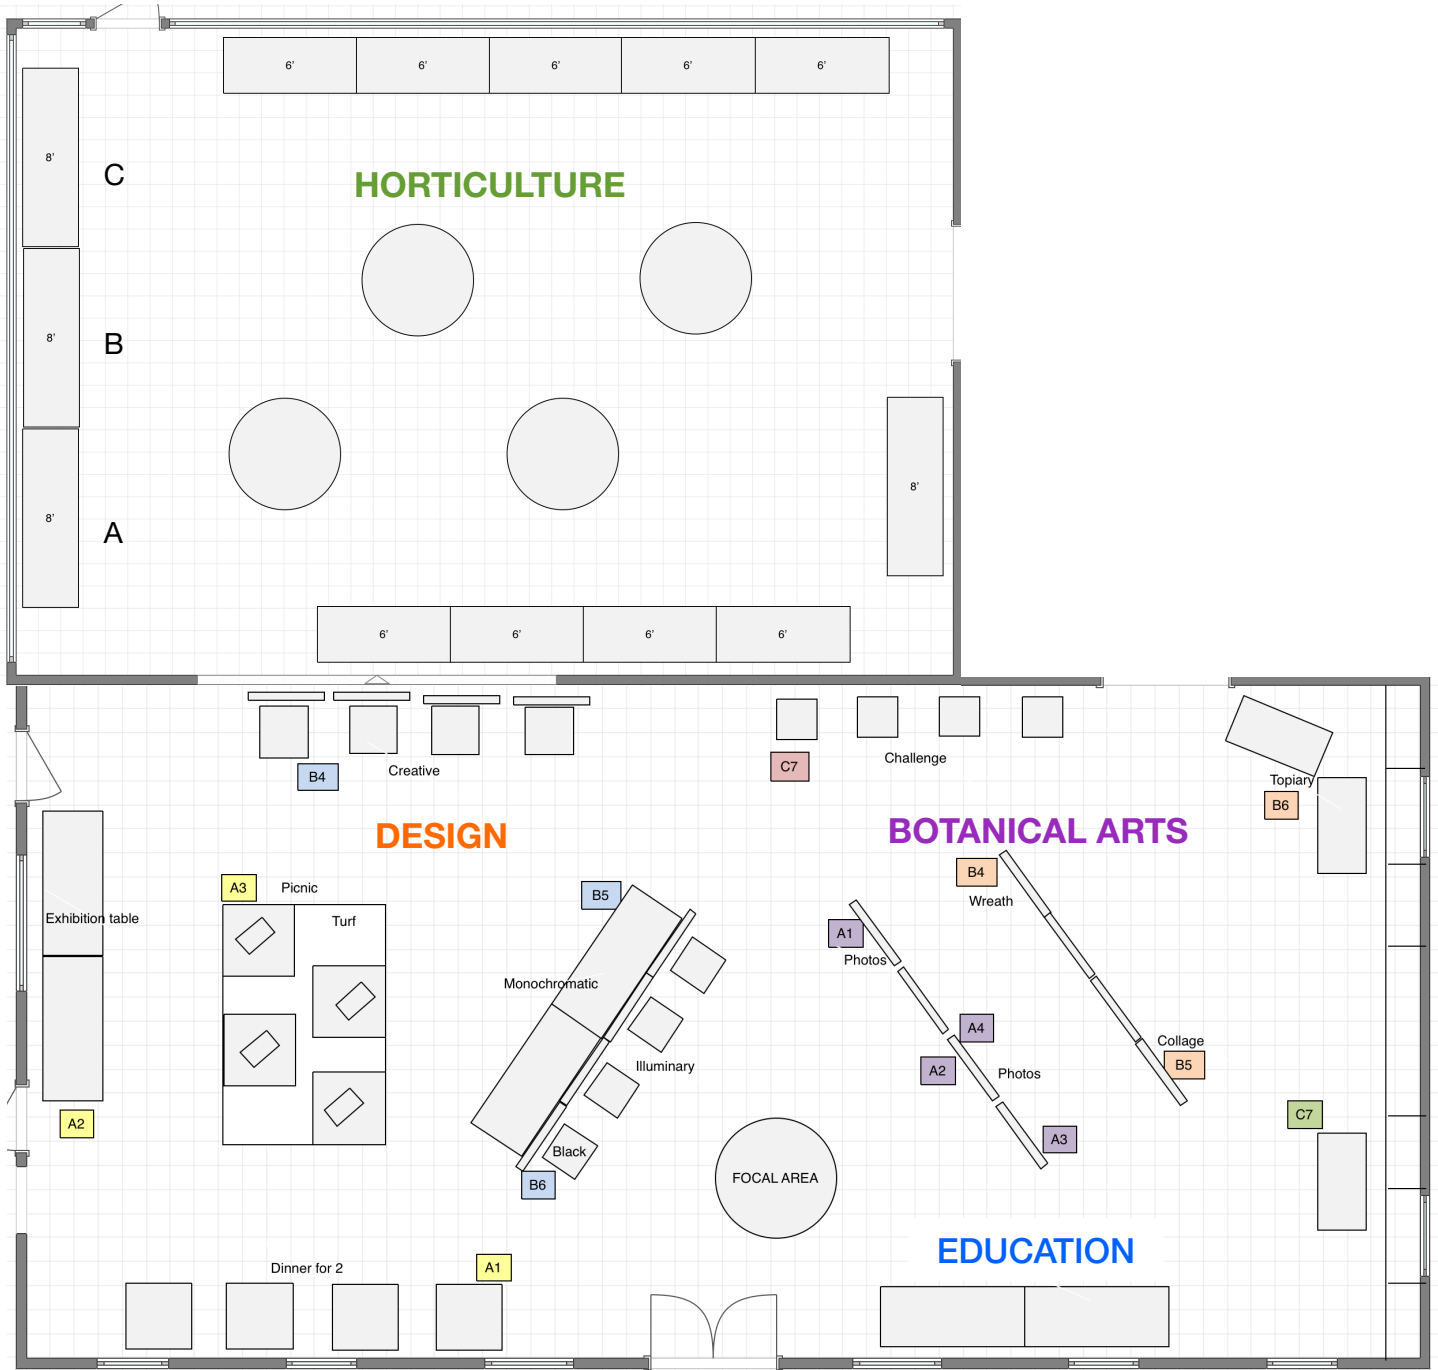 6’ 6’ 6’ 6’ 6’
8’
C
HORTICULTURE
8’
B
8’
8’
A
6’ 6’ 6’ 6’
B4
Creative
C7
Challenge
Topiary
B6
DESIGN
BOTANICAL ARTS
A3
Picnic
Turf
Exhibition table
A2
B5
Monochromatic
Illuminary
Black
B6
B4
Wreath
A1
Photos
A4
A2
Photos
A3
Collage
B5
C7
FOCAL AREA
EDUCATION
Dinner for 2
A1